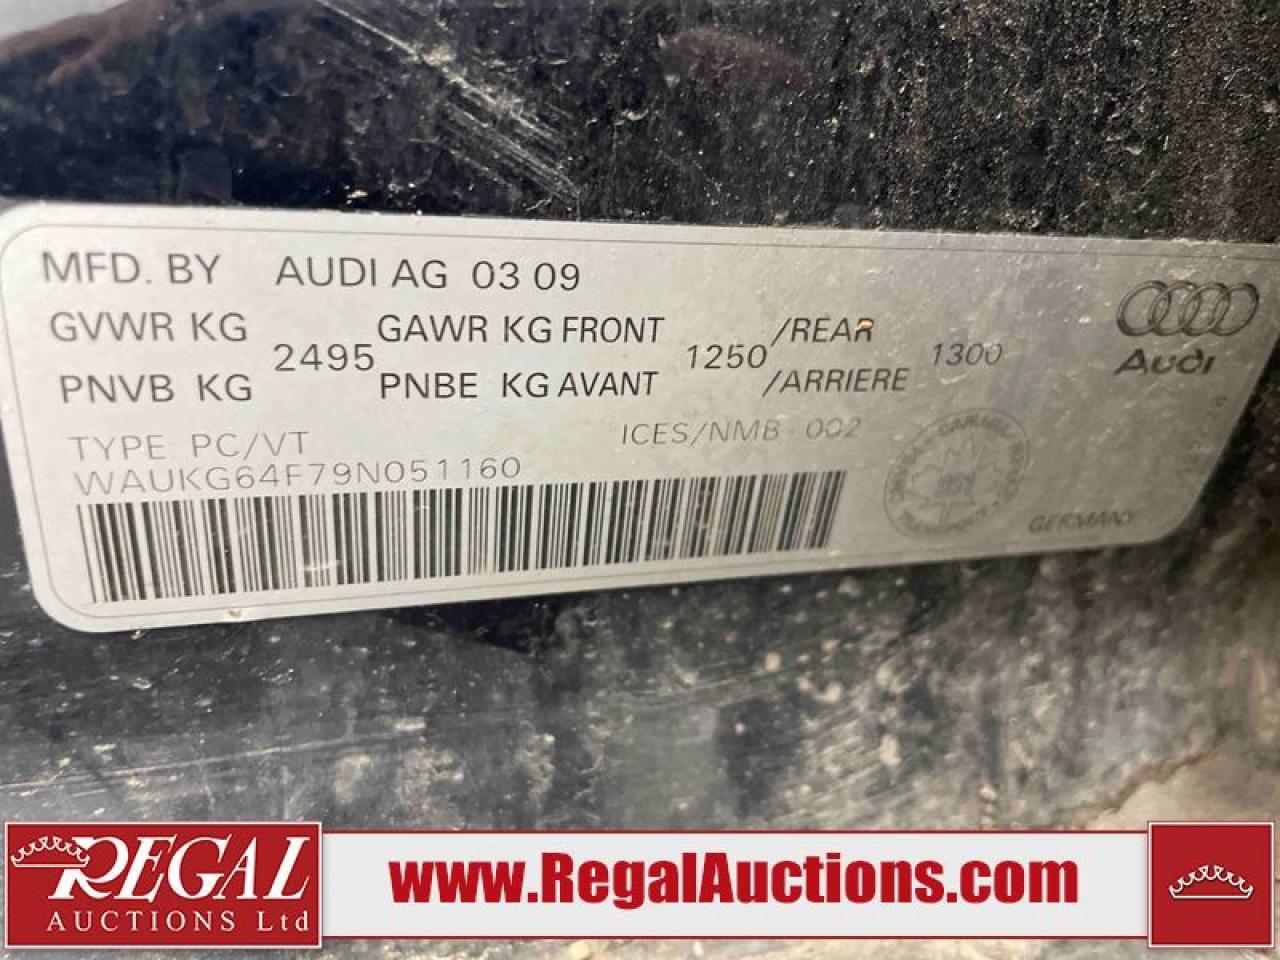 MFD. BY AUDI AG 03 09
GVWR KG 2495 GAWR KG FRONT 1250 /REAR 1300
PNVB KG PNBE KG AVANT /ARRIERE
Audi
TYPE: PC/VT ICES/NMB-002
WAUKG64F79N051160
GERMANY
REGAL
AUCTIONS Ltd
www.RegalAuctions.com